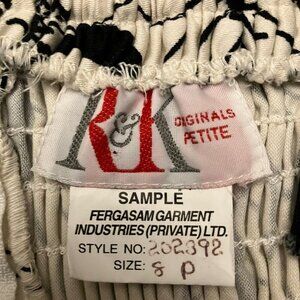 R&K
ORIGINALS
PETITE
SAMPLE
FERGASAM GARMENT
INDUSTRIES (PRIVATE) LTD.
STYLE NO: 202392
SIZE: 8 P